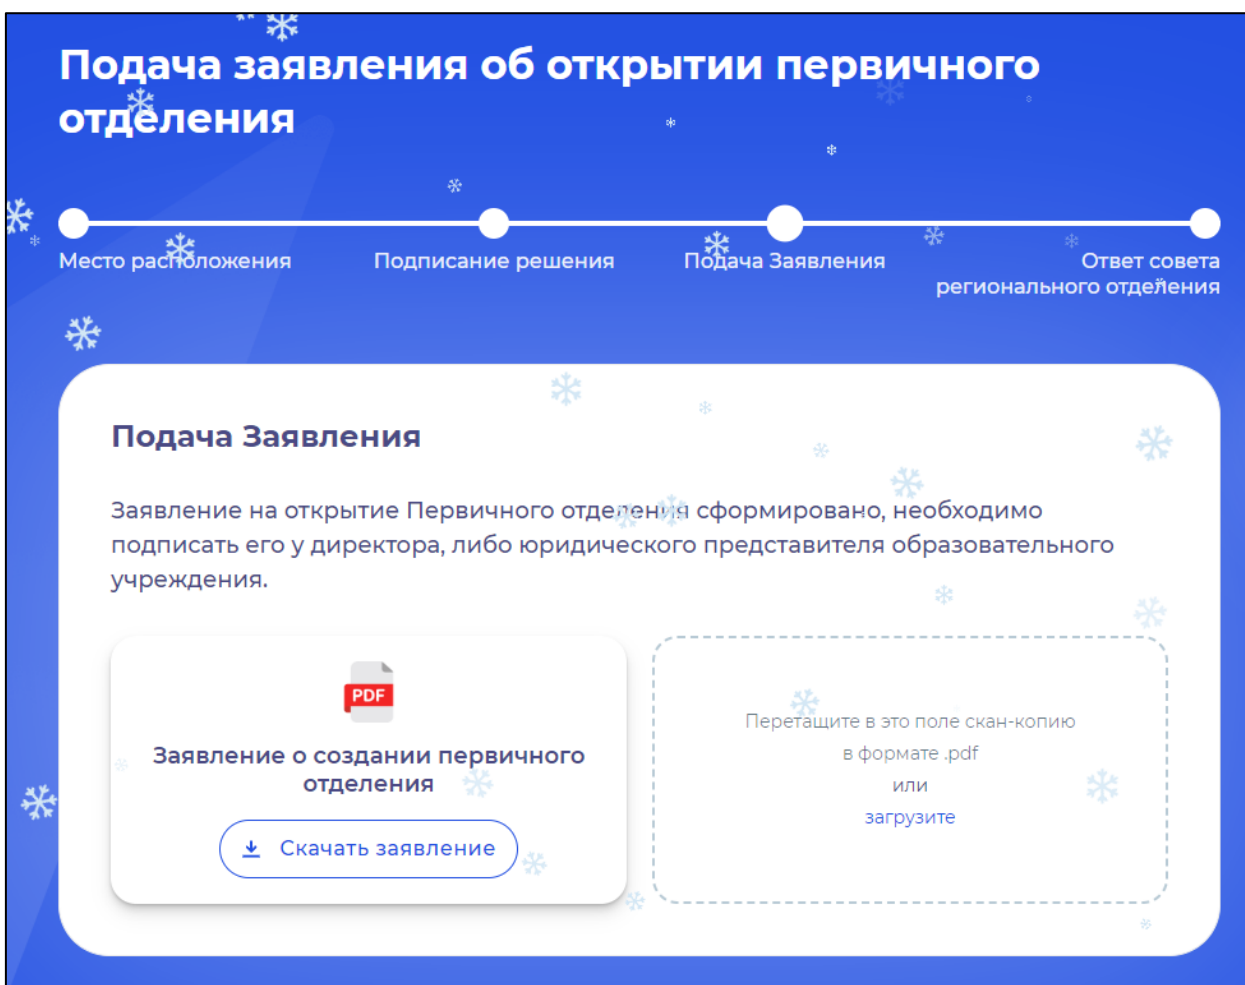 Подача заявления об открытии первичного
отделения
Место расположения
Подписание решения
Подача Заявления
Ответ совета
регионального отделения
Подача Заявления
Заявление на открытие Первичного отделения сформировано, необходимо
подписать его у директора, либо юридического представителя образовательного
учреждения.
PDF
Заявление о создании первичного
отделения
Скачать заявление
Перетащите в это поле скан-копию
в формате .pdf
или
загрузите